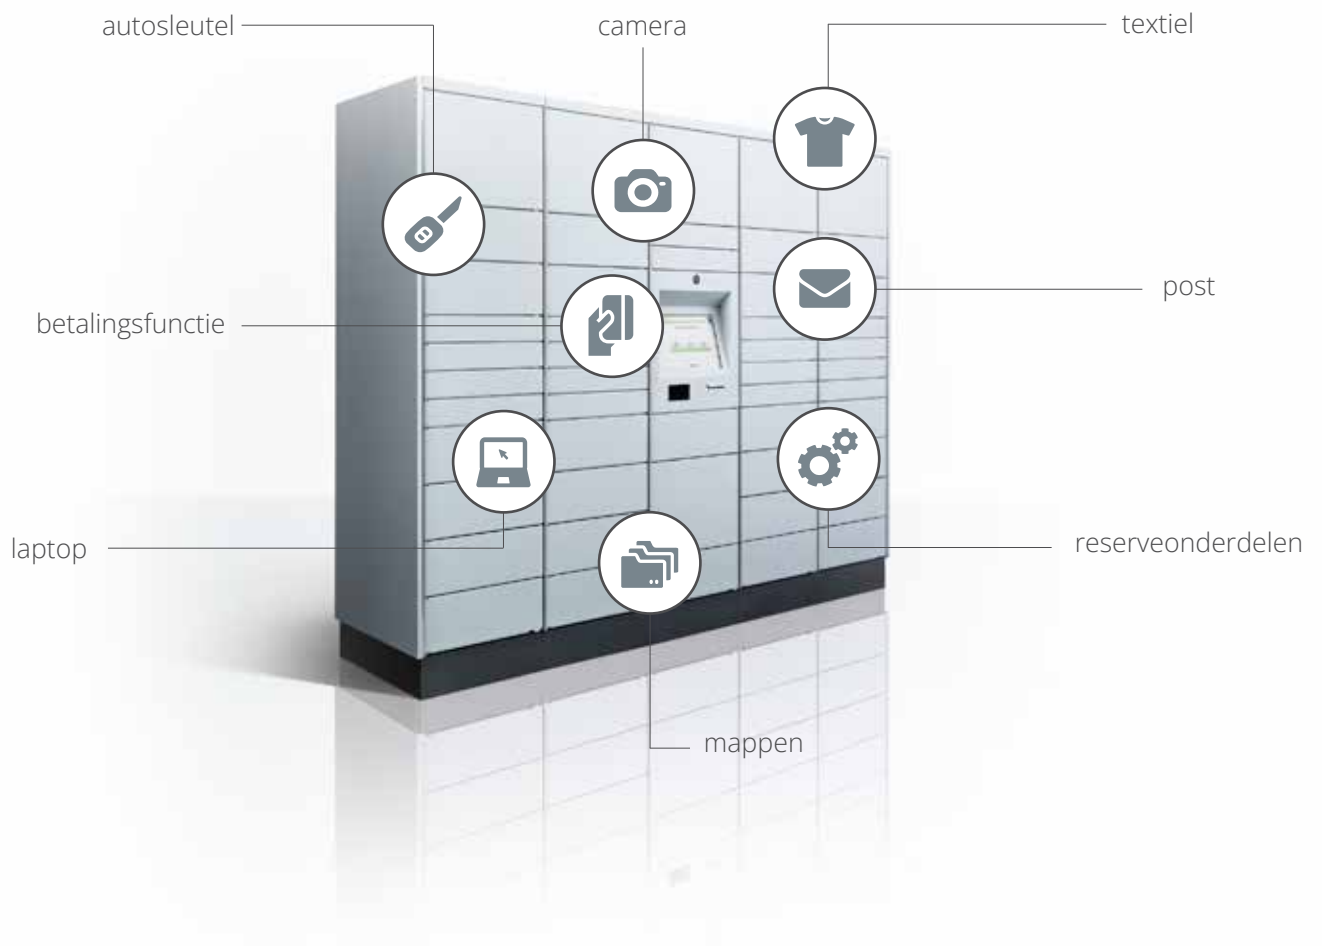 autosleutel
camera
textiel
betalingsfunctie
post
laptop
reserveonderdelen
mappen